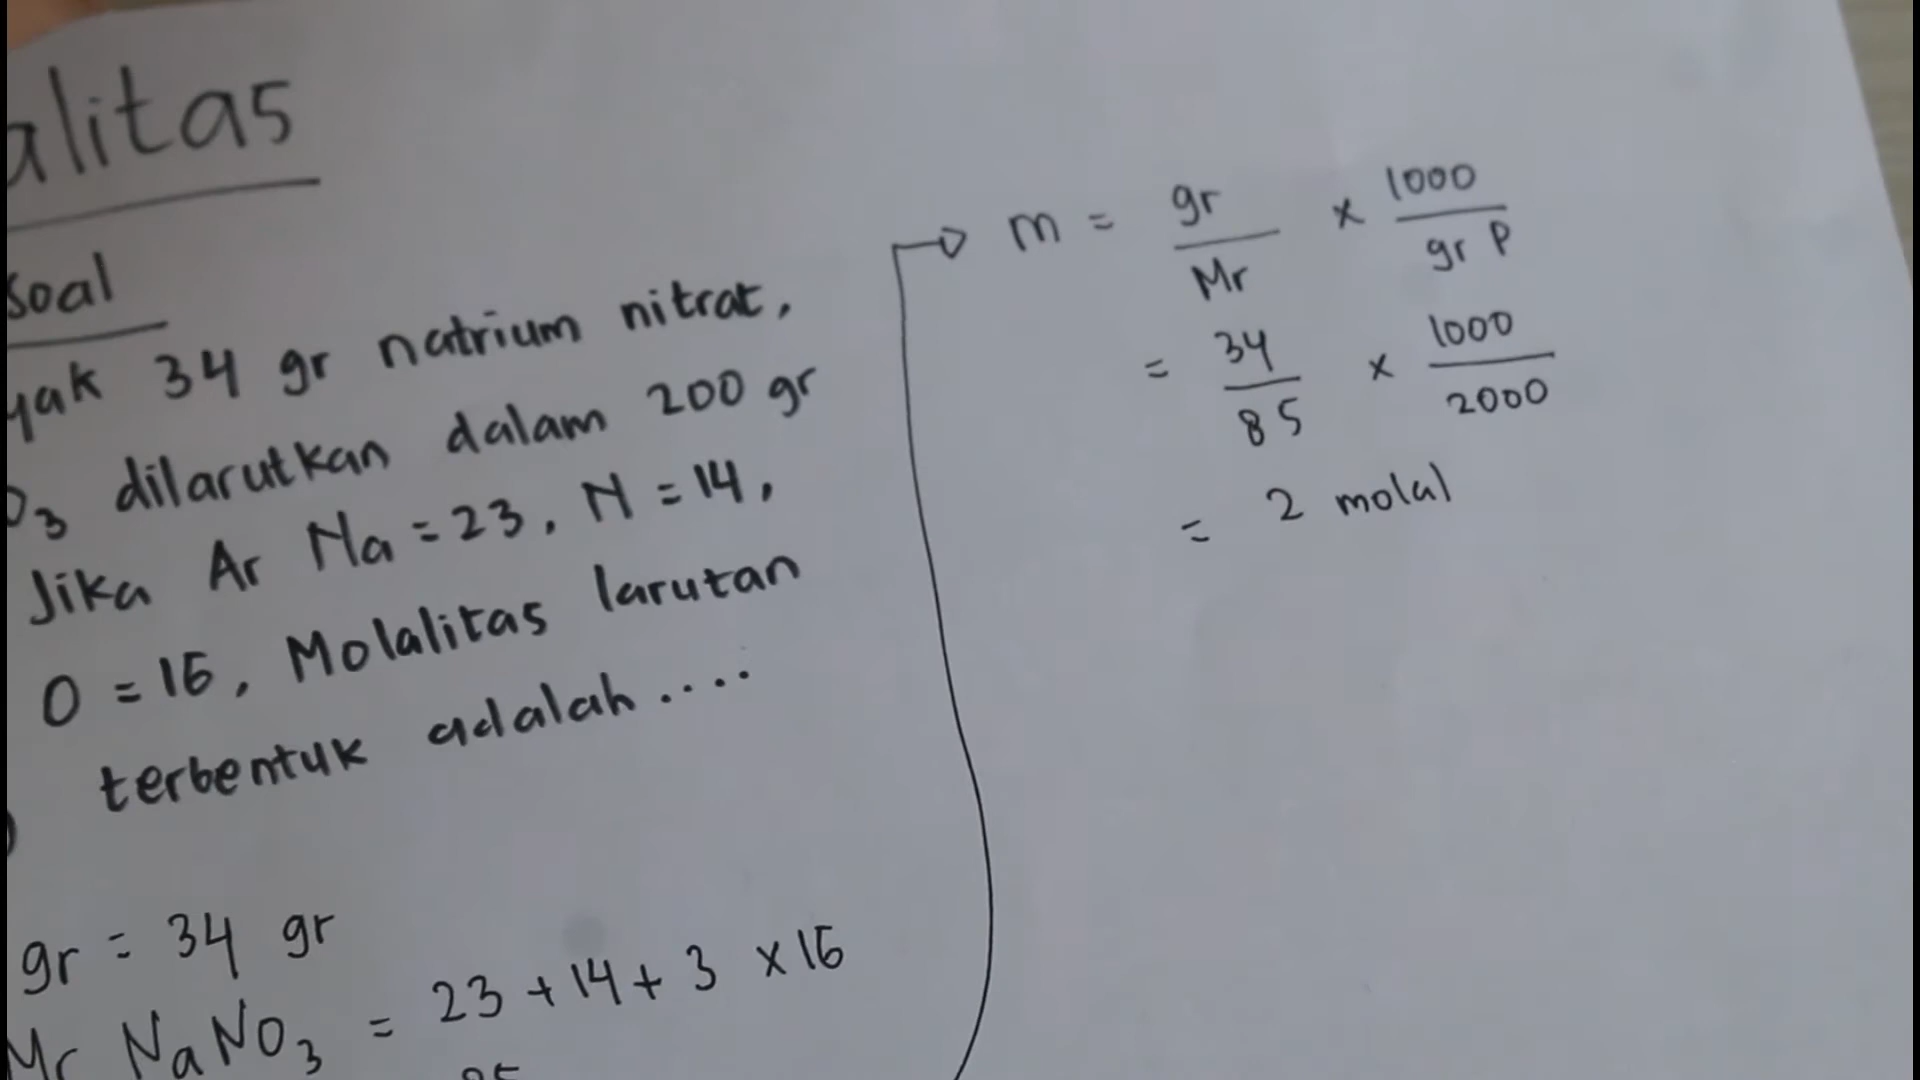 alitas
Soal
yak 34 gr natrium nitrat,
O3 dilarutkan dalam 200 gr
Jika Ar Na = 23, N = 14,
O = 16, Molalitas larutan
terbentuk adalah ....
gr = 34 gr
Mr NaNO3 = 23 + 14 + 3 x 16
m = gr/Mr x 1000/gr P
= 34/85 x 1000/2000
= 2 molal